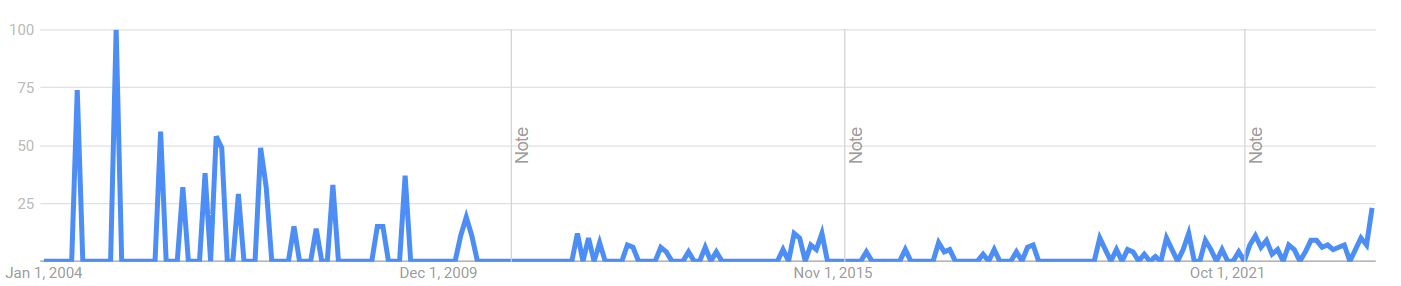 100
75
50
25
Note
Note
Note
Jan 1, 2004
Dec 1, 2009
Nov 1, 2015
Oct 1, 2021